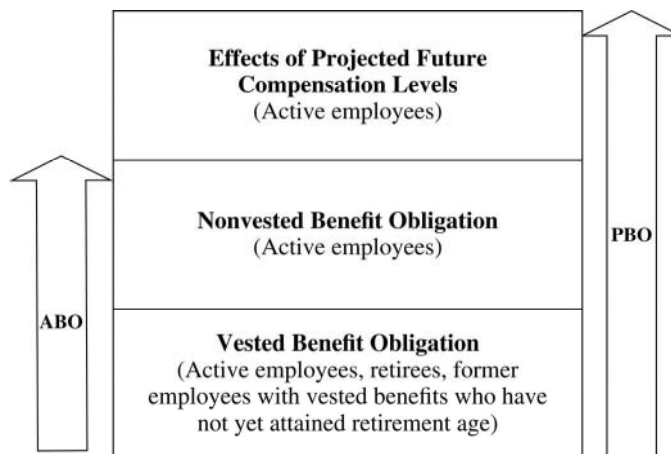 Effects of Projected Future
Compensation Levels
(Active employees)
Nonvested Benefit Obligation
(Active employees)
PBO
ABO
Vested Benefit Obligation
(Active employees, retirees, former
employees with vested benefits who have
not yet attained retirement age)